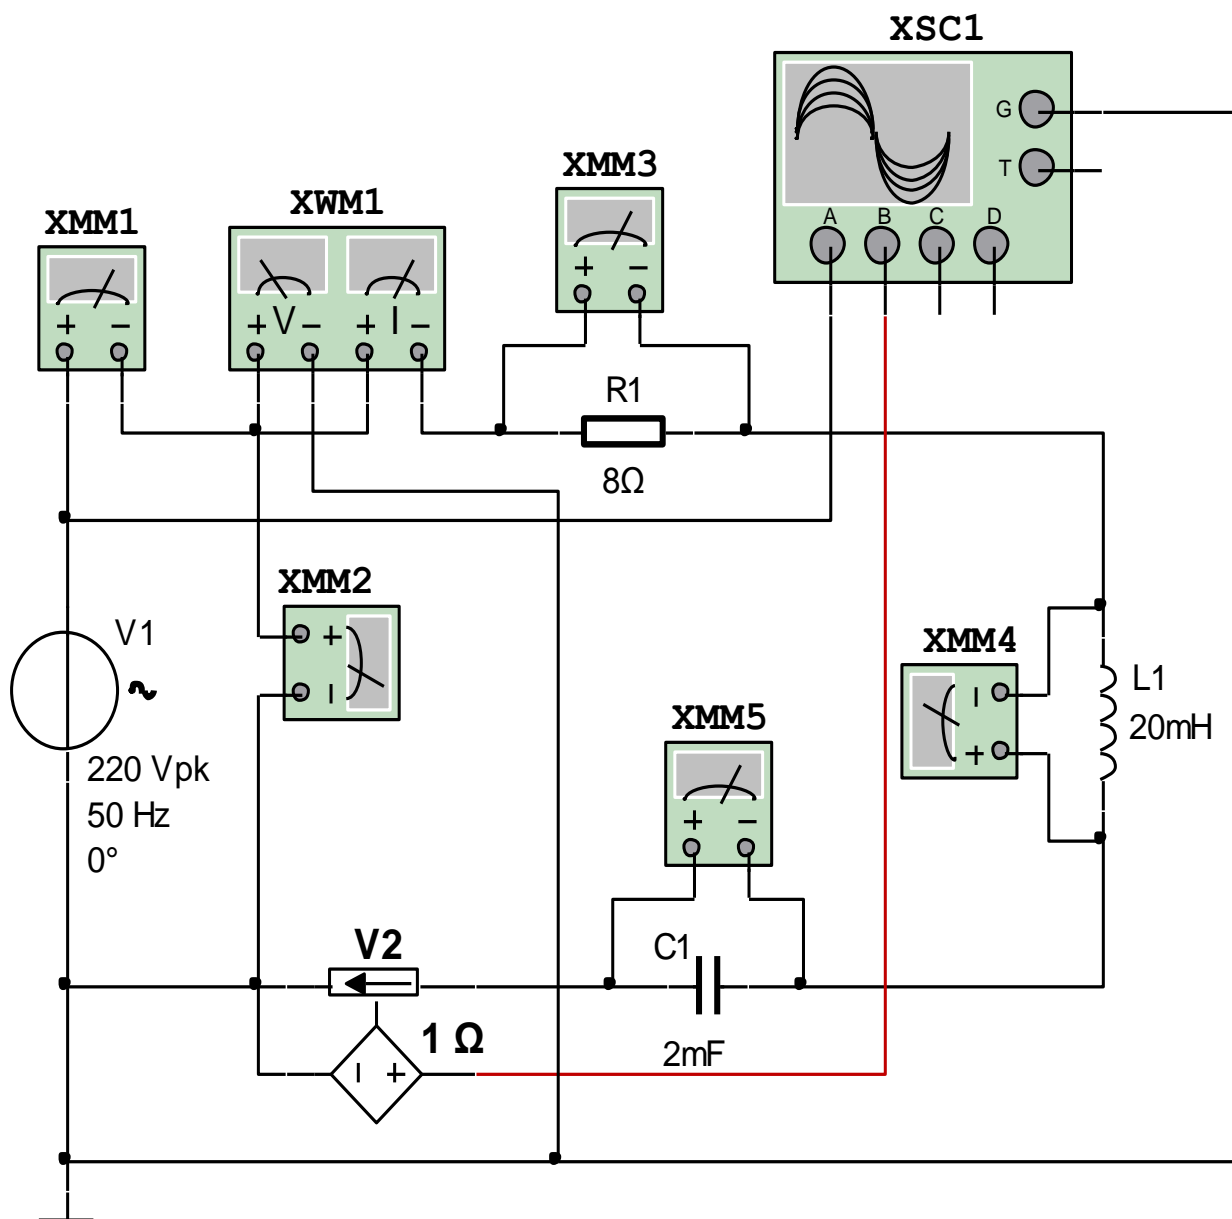 XSC1
G
T
A B C D
XMM3
+ −
XWM1
+ V − + I −
XMM1
+ −
R1
8Ω
XMM2
+
−
V1
220 Vpk
50 Hz
0°
XMM4
−
+
L1
20mH
XMM5
+ −
C1
2mF
V2
1 Ω
− +